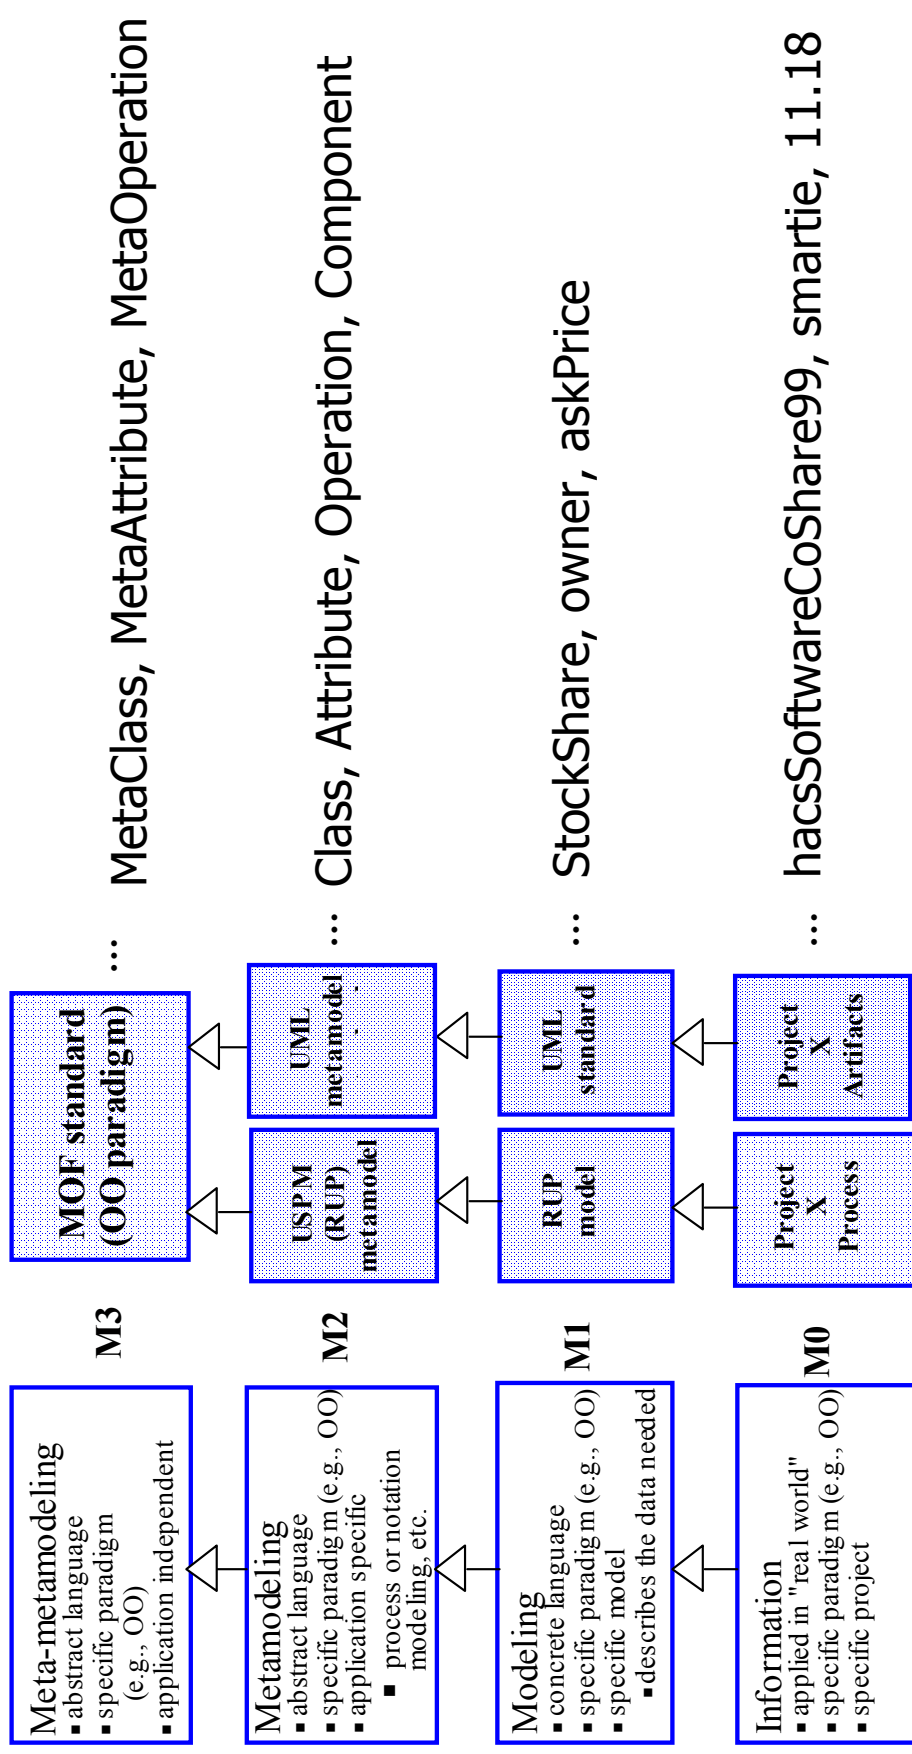 Meta-metamodeling
▪ abstract language
▪ specific paradigm
(e.g., OO)
▪ application independent
M3
MOF standard
(OO paradigm)
... MetaClass, MetaAttribute, MetaOperation
Metamodeling
▪ abstract language
▪ specific paradigm (e.g., OO)
▪ application specific
▪ process or notation
modeling, etc.
M2
USPM
(RUP)
metamodel
UML
metamodel
... Class, Attribute, Operation, Component
Modeling
▪ concrete language
▪ specific paradigm (e.g., OO)
▪ specific model
▪ describes the data needed
M1
RUP
model
UML
standard
... StockShare, owner, askPrice
Information
▪ applied in "real world"
▪ specific paradigm (e.g., OO)
▪ specific project
M0
Project
X
Process
Project
X
Artifacts
... hacsSoftwareCoShare99, smartie, 11.18